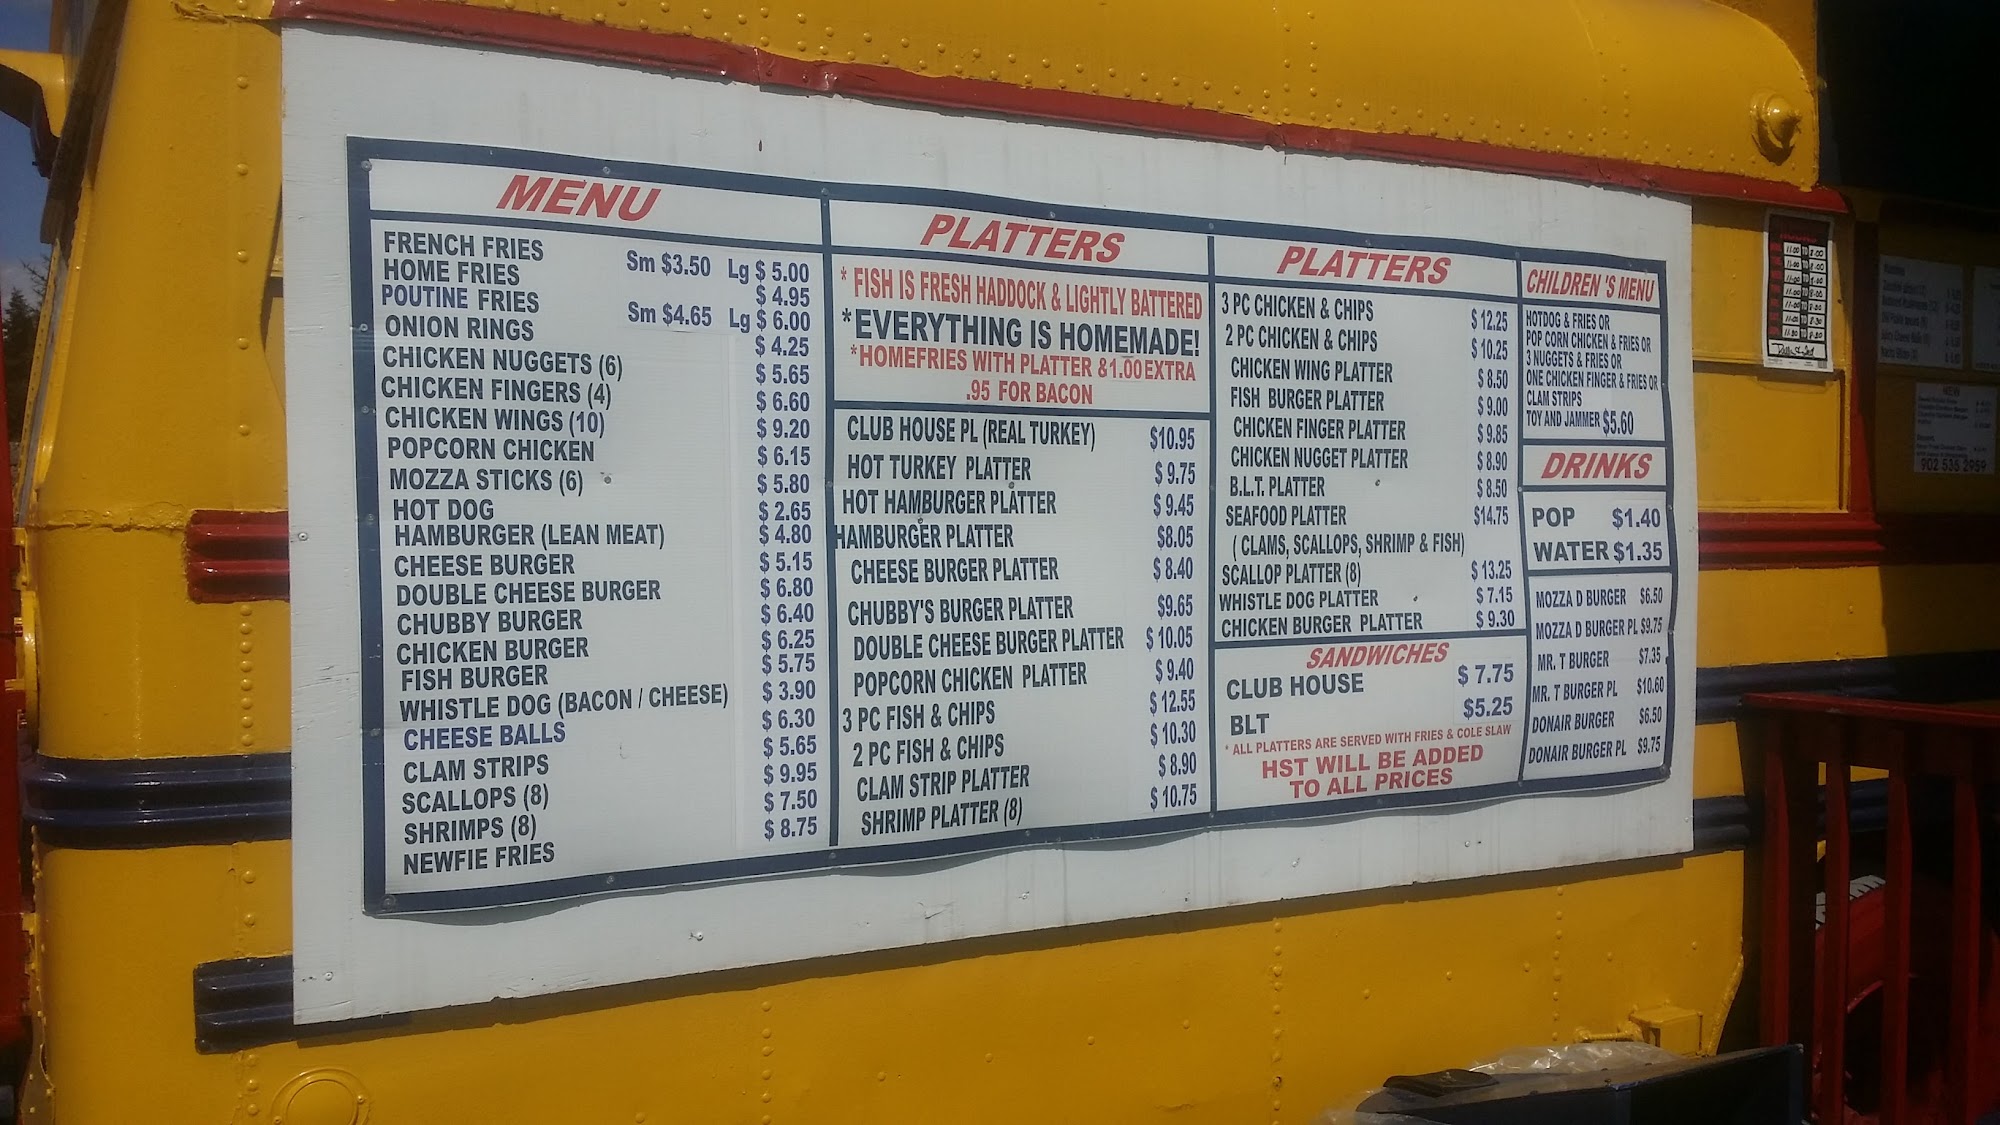 MENU
FRENCH FRIES Sm $3.50 Lg $ 5.00
HOME FRIES $ 4.95
POUTINE FRIES Sm $4.65 Lg $ 6.00
ONION RINGS $ 4.25
CHICKEN NUGGETS (6) $ 5.65
CHICKEN FINGERS (4) $ 6.60
CHICKEN WINGS (10) $ 9.20
POPCORN CHICKEN $ 6.15
MOZZA STICKS (6) $ 5.80
HOT DOG $ 2.65
HAMBURGER (LEAN MEAT) $ 4.80
CHEESE BURGER $ 5.15
DOUBLE CHEESE BURGER $ 6.80
CHUBBY BURGER $ 6.40
CHICKEN BURGER $ 6.25
FISH BURGER $ 5.75
WHISTLE DOG (BACON / CHEESE) $ 3.90
CHEESE BALLS $ 6.30
CLAM STRIPS $ 5.65
SCALLOPS (8) $ 9.95
SHRIMPS (8) $ 7.50
NEWFIE FRIES $ 8.75
PLATTERS
* FISH IS FRESH HADDOCK & LIGHTLY BATTERED
*EVERYTHING IS HOMEMADE!
*HOMEFRIES WITH PLATTER &1.00 EXTRA
.95 FOR BACON
CLUB HOUSE PL (REAL TURKEY) $10.95
HOT TURKEY PLATTER $ 9.75
HOT HAMBURGER PLATTER $ 9.45
HAMBURGER PLATTER $8.05
CHEESE BURGER PLATTER $ 8.40
CHUBBY'S BURGER PLATTER $9.65
DOUBLE CHEESE BURGER PLATTER $ 10.05
POPCORN CHICKEN PLATTER $ 9.40
3 PC FISH & CHIPS $ 12.55
2 PC FISH & CHIPS $ 10.30
CLAM STRIP PLATTER $ 8.90
SHRIMP PLATTER (8) $ 10.75
PLATTERS
3 PC CHICKEN & CHIPS $ 12.25
2 PC CHICKEN & CHIPS $ 10.25
CHICKEN WING PLATTER $ 8.50
FISH BURGER PLATTER $ 9.00
CHICKEN FINGER PLATTER $ 9.85
CHICKEN NUGGET PLATTER $ 8.90
B.L.T. PLATTER $ 8.50
SEAFOOD PLATTER $14.75
( CLAMS, SCALLOPS, SHRIMP & FISH)
SCALLOP PLATTER (8) $ 13.25
WHISTLE DOG PLATTER $ 7.15
CHICKEN BURGER PLATTER $ 9.30
SANDWICHES
CLUB HOUSE $ 7.75
BLT $5.25
* ALL PLATTERS ARE SERVED WITH FRIES & COLE SLAW
HST WILL BE ADDED
TO ALL PRICES
CHILDREN 'S MENU
HOTDOG & FRIES OR
POP CORN CHICKEN & FRIES OR
3 NUGGETS & FRIES OR
ONE CHICKEN FINGER & FRIES OR
CLAM STRIPS
TOY AND JAMMER $5.60
DRINKS
POP $1.40
WATER $1.35
MOZZA D BURGER $6.50
MOZZA D BURGER PL $9.75
MR. T BURGER $7.35
MR. T BURGER PL $10.60
DONAIR BURGER $6.50
DONAIR BURGER PL $9.75
902 535 2959